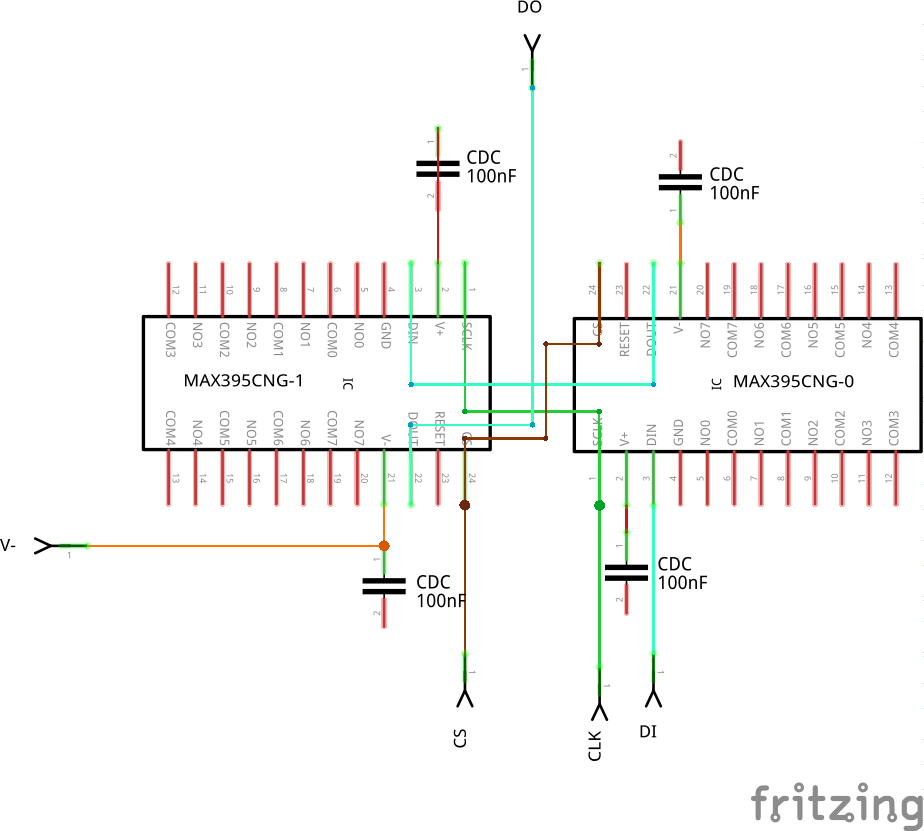 DO
1
1
CDC
100nF
2
2
CDC
100nF
1
12
11
10
9
8
7
6
5
4
3
2
1
24
23
22
21
20
19
18
17
16
15
14
13
COM3
NO3
COM2
NO2
COM1
NO1
COM0
NO0
GND
DIN
V+
SCLK
CS
RESET
DOUT
V-
NO7
COM7
NO6
COM6
NO5
COM5
NO4
COM4
MAX395CNG-1
IC
IC
MAX395CNG-0
COM4
NO4
COM5
NO5
COM6
NO6
COM7
NO7
V-
DOUT
RESET
CS
SCLK
V+
DIN
GND
NO0
COM0
NO1
COM1
NO2
COM2
NO3
COM3
13
14
15
16
17
18
19
20
21
22
23
24
1
2
3
4
5
6
7
8
9
10
11
12
V-
1
1
CDC
100nF
2
1
CDC
100nF
2
1
CS
1
CLK
1
DI
fritzing